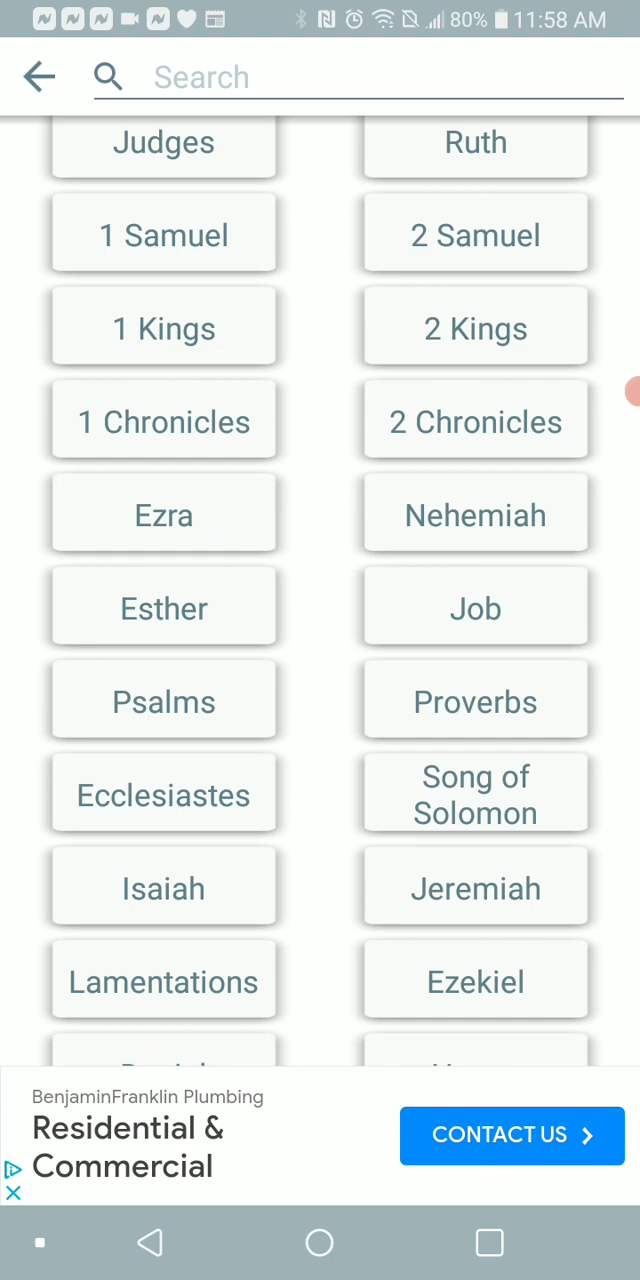 80% 11:58 AM
Search
Judges Ruth
1 Samuel 2 Samuel
1 Kings 2 Kings
1 Chronicles 2 Chronicles
Ezra Nehemiah
Esther Job
Psalms Proverbs
Ecclesiastes Song of
Solomon
Isaiah Jeremiah
Lamentations Ezekiel
BenjaminFranklin Plumbing
Residential &
Commercial
CONTACT US